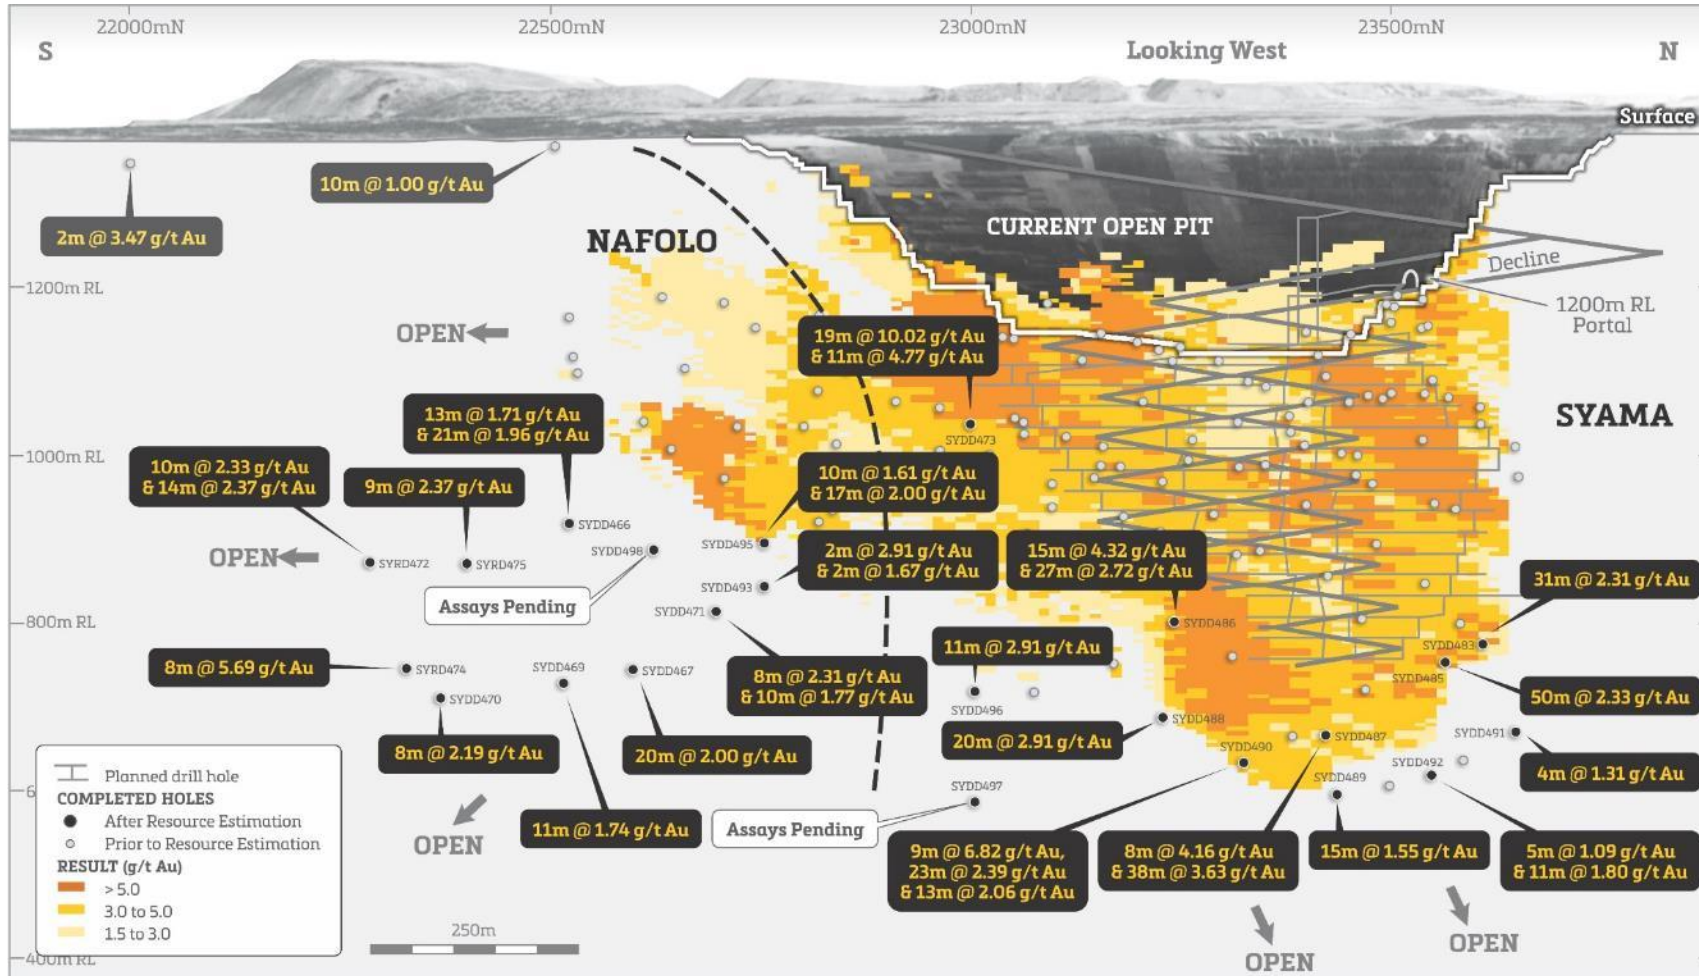 22000mN
22500mN
23000mN
23500mN
S
Looking West
N
Surface
10m @ 1.00 g/t Au
2m @ 3.47 g/t Au
NAFOLO
CURRENT OPEN PIT
Decline
1200m RL
1200m RL
Portal
OPEN
19m @ 10.02 g/t Au
& 11m @ 4.77 g/t Au
SYAMA
13m @ 1.71 g/t Au
& 21m @ 1.96 g/t Au
SYDD473
1000m RL
10m @ 2.33 g/t Au
& 14m @ 2.37 g/t Au
9m @ 2.37 g/t Au
10m @ 1.61 g/t Au
& 17m @ 2.00 g/t Au
SYDD466
SYDD498
SYDD495
OPEN
SYRD472
SYRD475
2m @ 2.91 g/t Au
& 2m @ 1.67 g/t Au
15m @ 4.32 g/t Au
& 27m @ 2.72 g/t Au
31m @ 2.31 g/t Au
SYDD493
Assays Pending
SYDD471
800m RL
SYDD486
SYDD483
11m @ 2.91 g/t Au
8m @ 5.69 g/t Au
SYRD474
SYDD469
SYDD467
8m @ 2.31 g/t Au
& 10m @ 1.77 g/t Au
SYDD485
50m @ 2.33 g/t Au
SYDD470
SYDD496
SYDD488
20m @ 2.91 g/t Au
8m @ 2.19 g/t Au
20m @ 2.00 g/t Au
SYDD490
SYDD487
SYDD491
SYDD492
4m @ 1.31 g/t Au
SYDD489
SYDD497
Planned drill hole
COMPLETED HOLES
After Resource Estimation
Prior to Resource Estimation
RESULT (g/t Au)
> 5.0
3.0 to 5.0
1.5 to 3.0
OPEN
11m @ 1.74 g/t Au
Assays Pending
9m @ 6.82 g/t Au,
23m @ 2.39 g/t Au
& 13m @ 2.06 g/t Au
8m @ 4.16 g/t Au
& 38m @ 3.63 g/t Au
15m @ 1.55 g/t Au
5m @ 1.09 g/t Au
& 11m @ 1.80 g/t Au
250m
OPEN
OPEN
400m RL